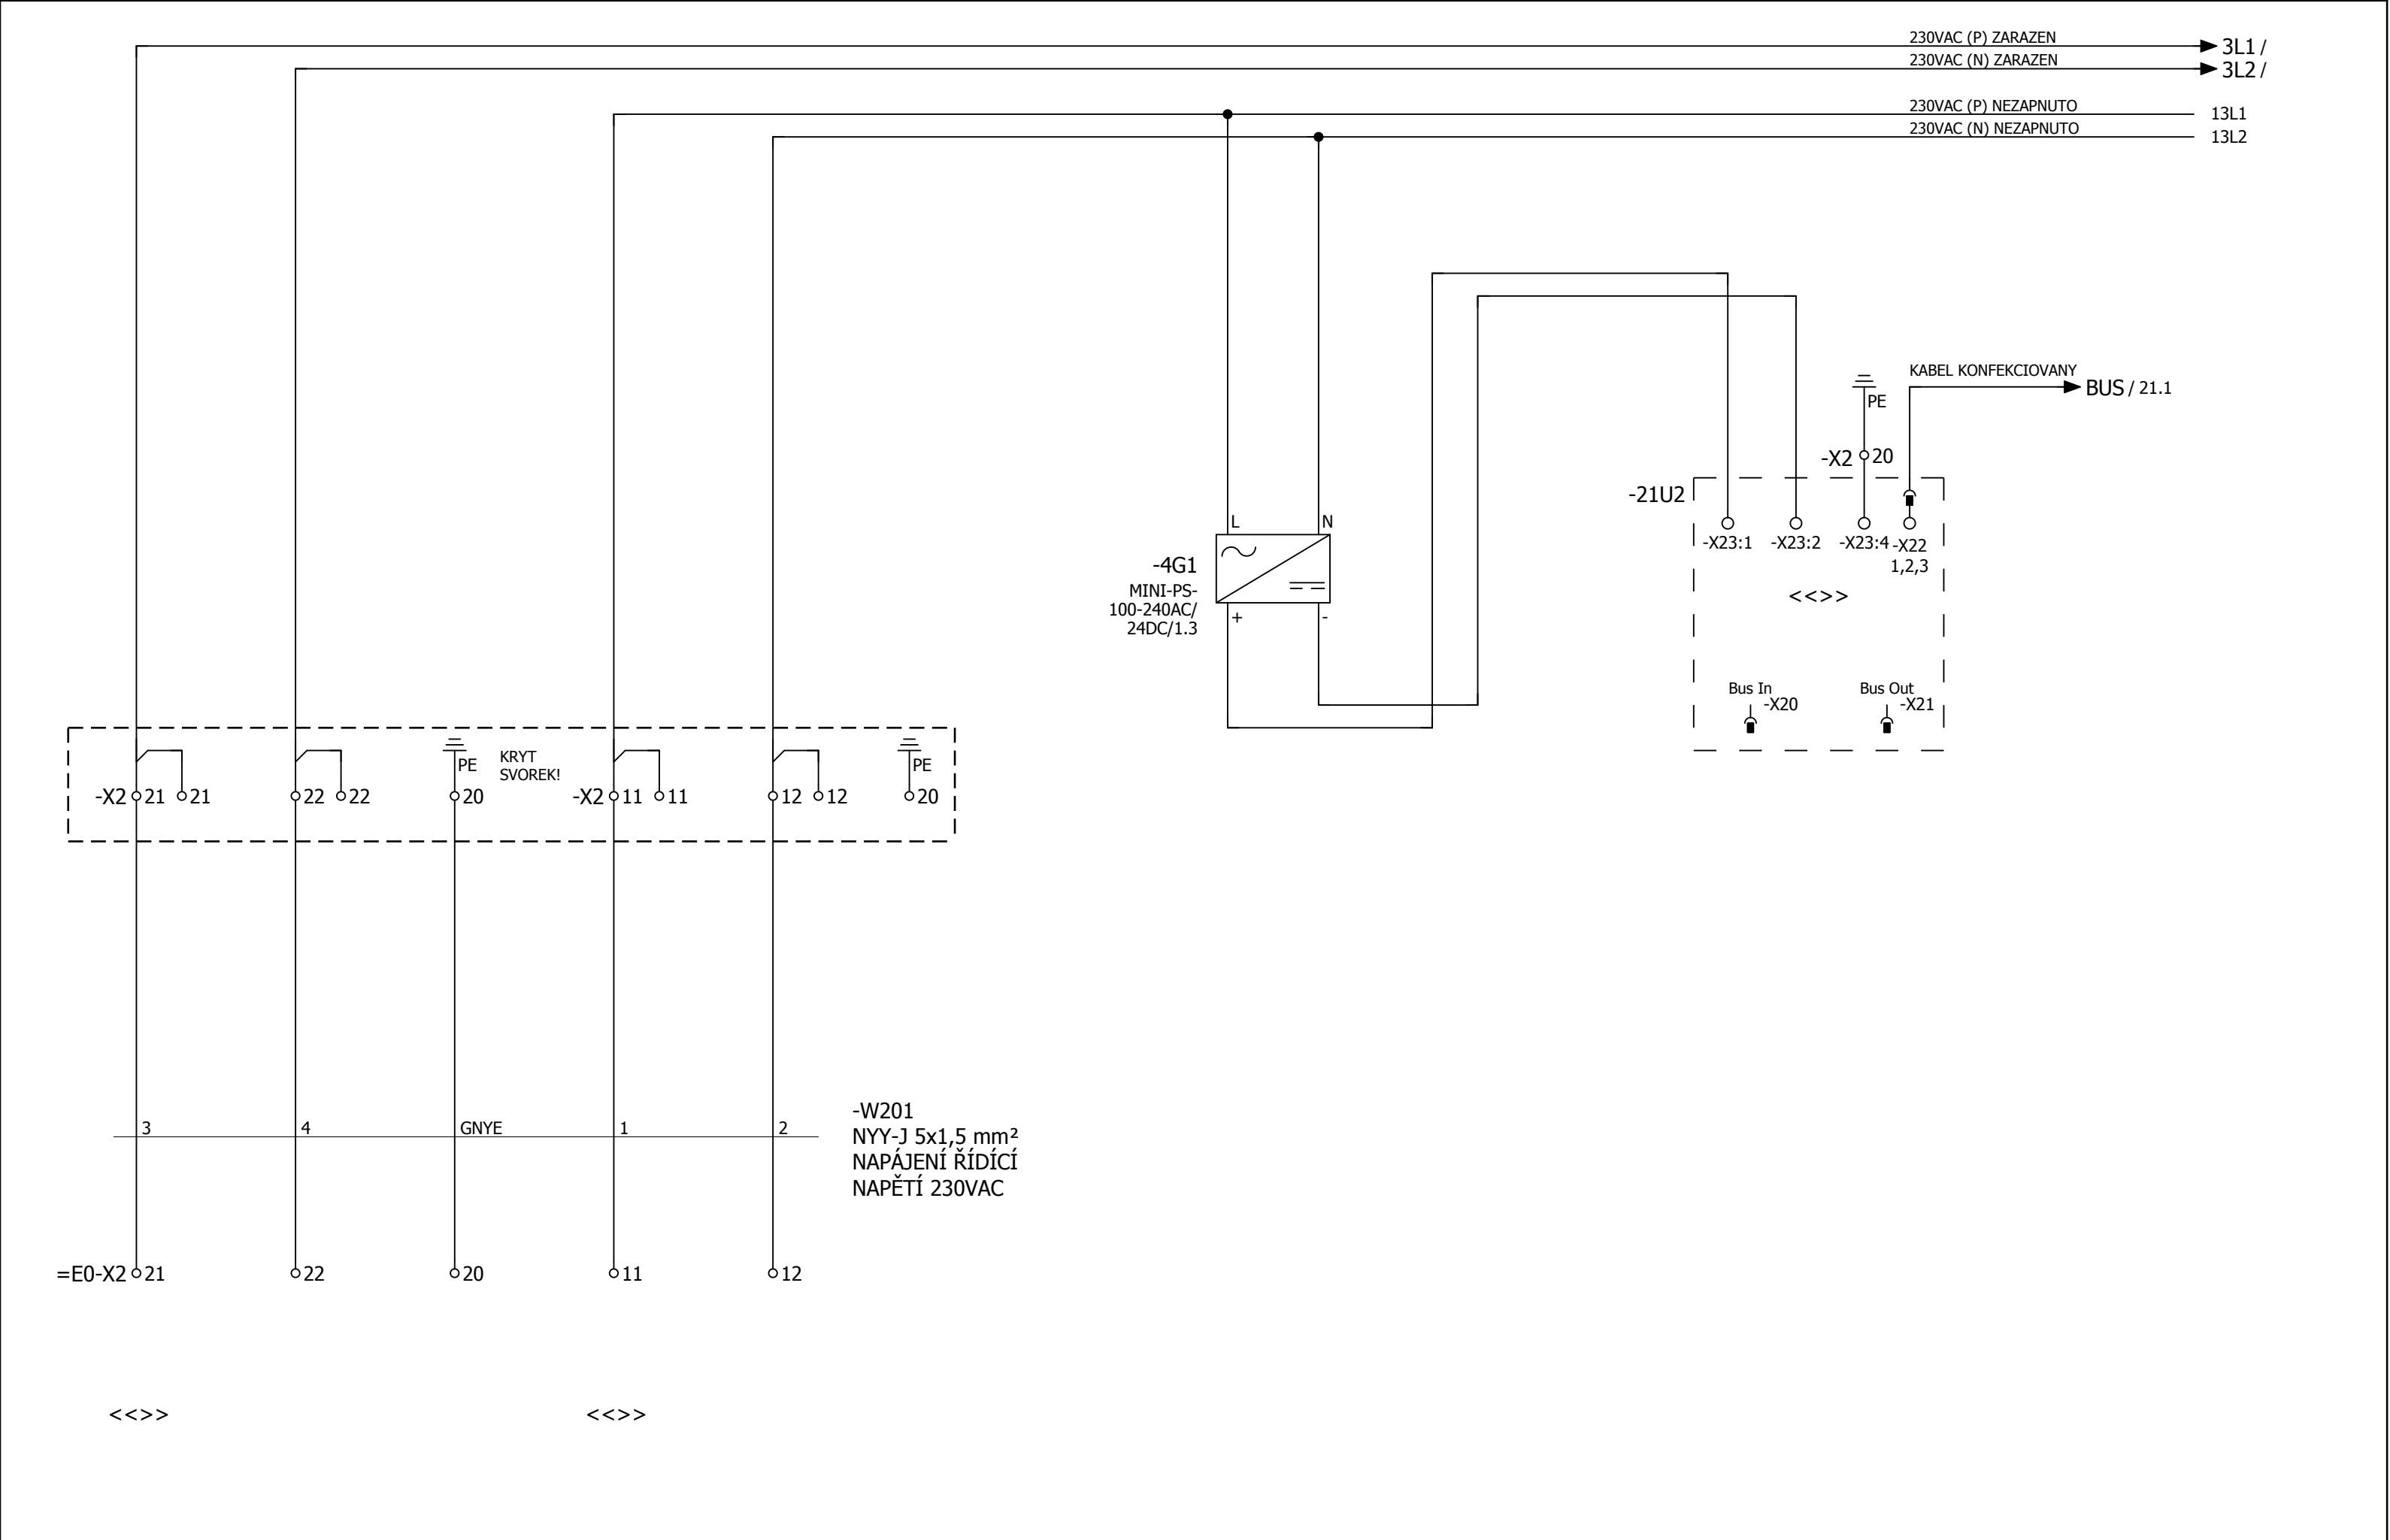 230VAC (P) ZARAZEN
3L1 /
230VAC (N) ZARAZEN
3L2 /
230VAC (P) NEZAPNUTO
13L1
230VAC (N) NEZAPNUTO
13L2
KABEL KONFEKCIOVANY
BUS / 21.1
PE
-X2 20
-21U2
L N
-X23:1 -X23:2 -X23:4 -X22
1,2,3
-4G1
MINI-PS-
100-240AC/
24DC/1.3
+ -
<<>>
Bus In
-X20
Bus Out
-X21
PE
KRYT
SVOREK!
PE
-X2 21 21 22 22 20 -X2 11 11 12 12 20
3 4 GNYE 1 2
-W201
NYY-J 5x1,5 mm²
NAPÁJENÍ ŘÍDÍCÍ
NAPĚTÍ 230VAC
=E0-X2 21 22 20 11 12
<<>> <<>>